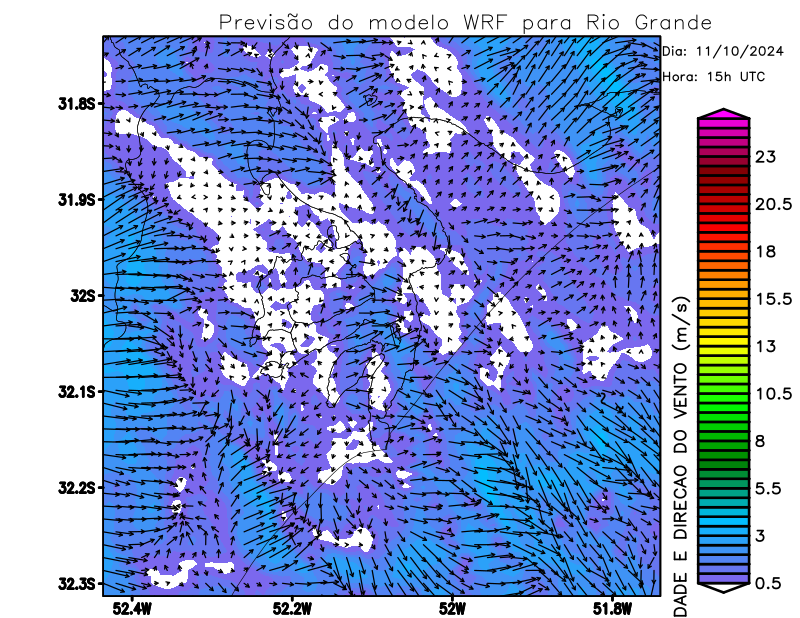 Previsão do modelo WRF para Rio Grande
Dia: 11/10/2024
Hora: 15h UTC
31.8S
31.9S
32S
32.1S
32.2S
32.3S
52.4W
52.2W
52W
51.8W
23
20.5
18
15.5
13
10.5
8
5.5
3
0.5
DADE E DIRECAO DO VENTO (m/s)